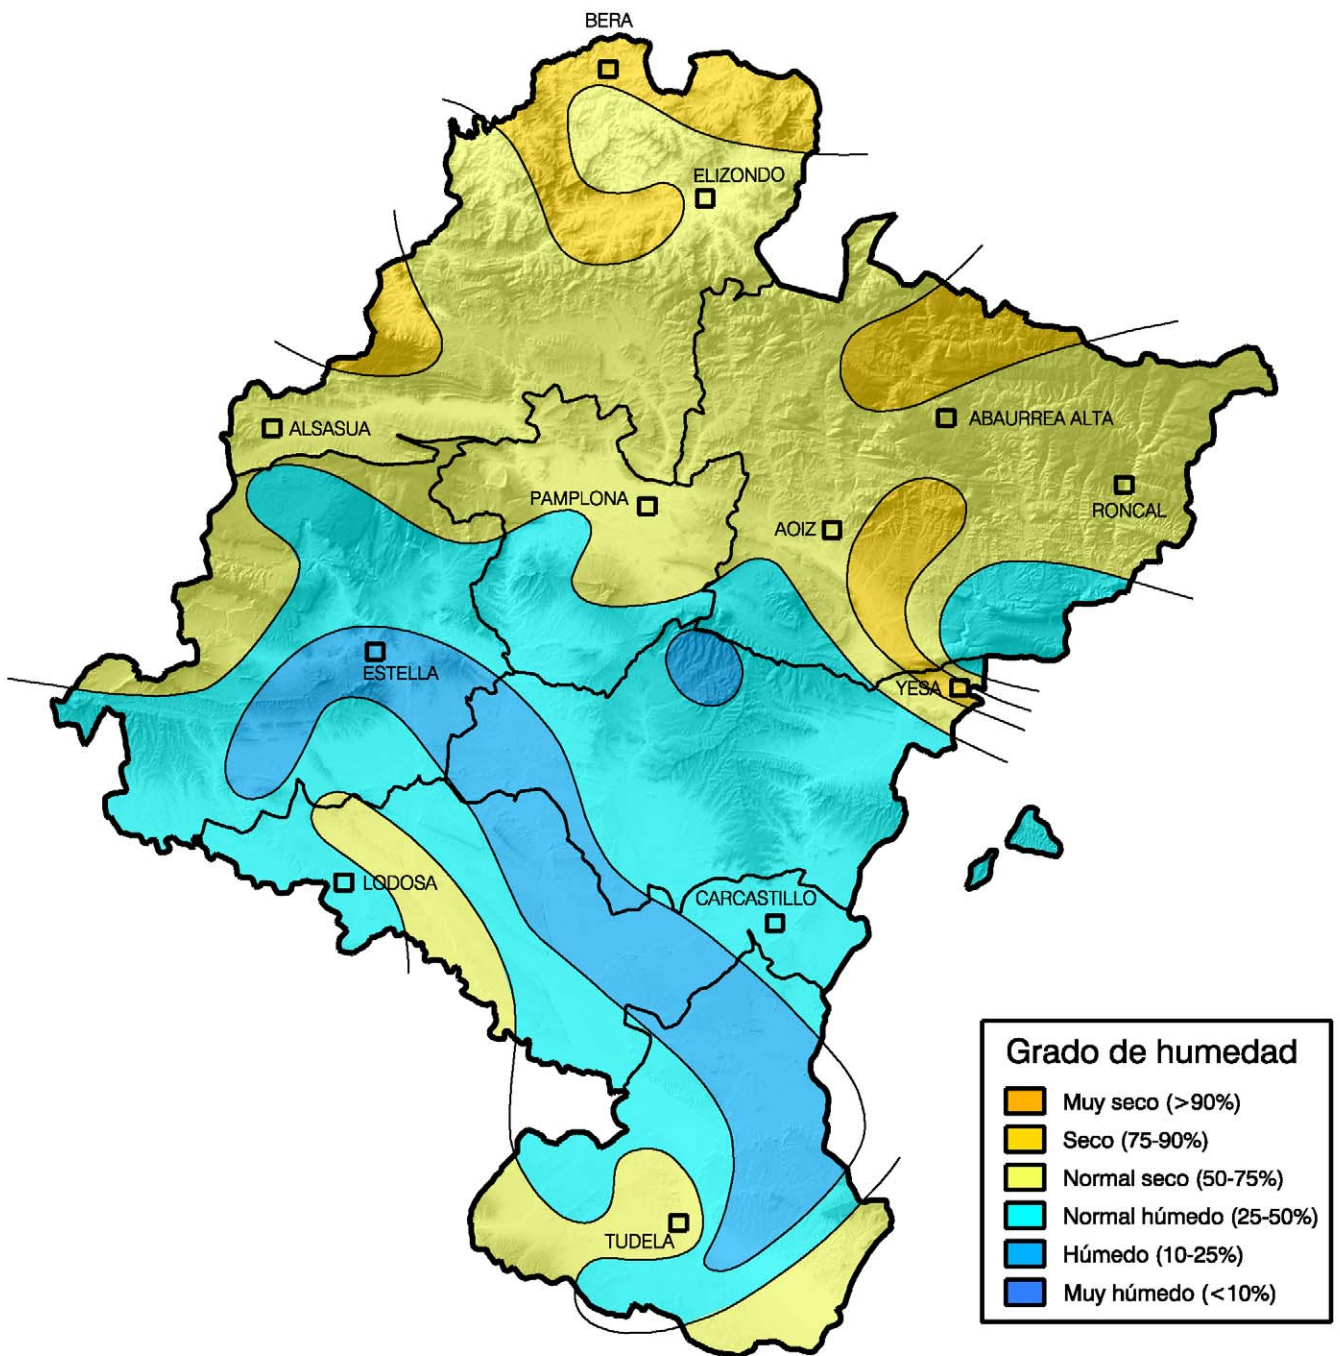 BERA
ELIZONDO
ALSASUA
ABAURREA ALTA
PAMPLONA
RONCAL
AOIZ
ESTELLA
YESA
LODOSA
CARCASTILLO
TUDELA
Grado de humedad
Muy seco (>90%)
Seco (75-90%)
Normal seco (50-75%)
Normal húmedo (25-50%)
Húmedo (10-25%)
Muy húmedo (<10%)